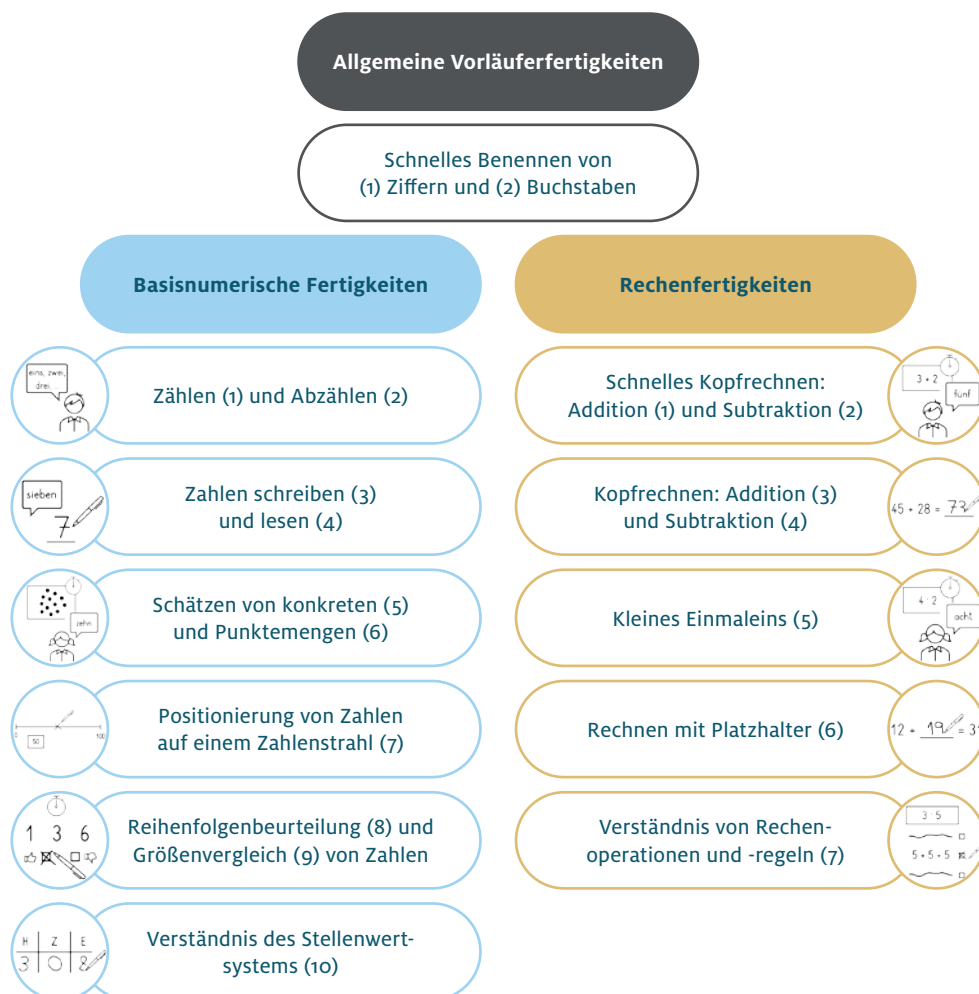 Allgemeine Vorläuferfertigkeiten
Schnelles Benennen von
(1) Ziffern und (2) Buchstaben
Basisnumerische Fertigkeiten
eins, zwei,
drei...
Zählen (1) und Abzählen (2)
sieben
7
Zahlen schreiben (3)
und lesen (4)
zehn
Schätzen von konkreten (5)
und Punktemengen (6)
0
100
50
Positionierung von Zahlen
auf einem Zahlenstrahl (7)
1 3 6
Reihenfolgenbeurteilung (8) und
Größenvergleich (9) von Zahlen
H Z E
3 0 8
Verständnis des Stellenwert-
systems (10)
Rechenfertigkeiten
Schnelles Kopfrechnen:
Addition (1) und Subtraktion (2)
3 + 2
fünf
Kopfrechnen: Addition (3)
und Subtraktion (4)
45 + 28 = 73
Kleines Einmaleins (5)
4 · 2
acht
Rechnen mit Platzhalter (6)
12 + 19 = 31
Verständnis von Rechen-
operationen und -regeln (7)
3 · 5
5 + 5 + 5